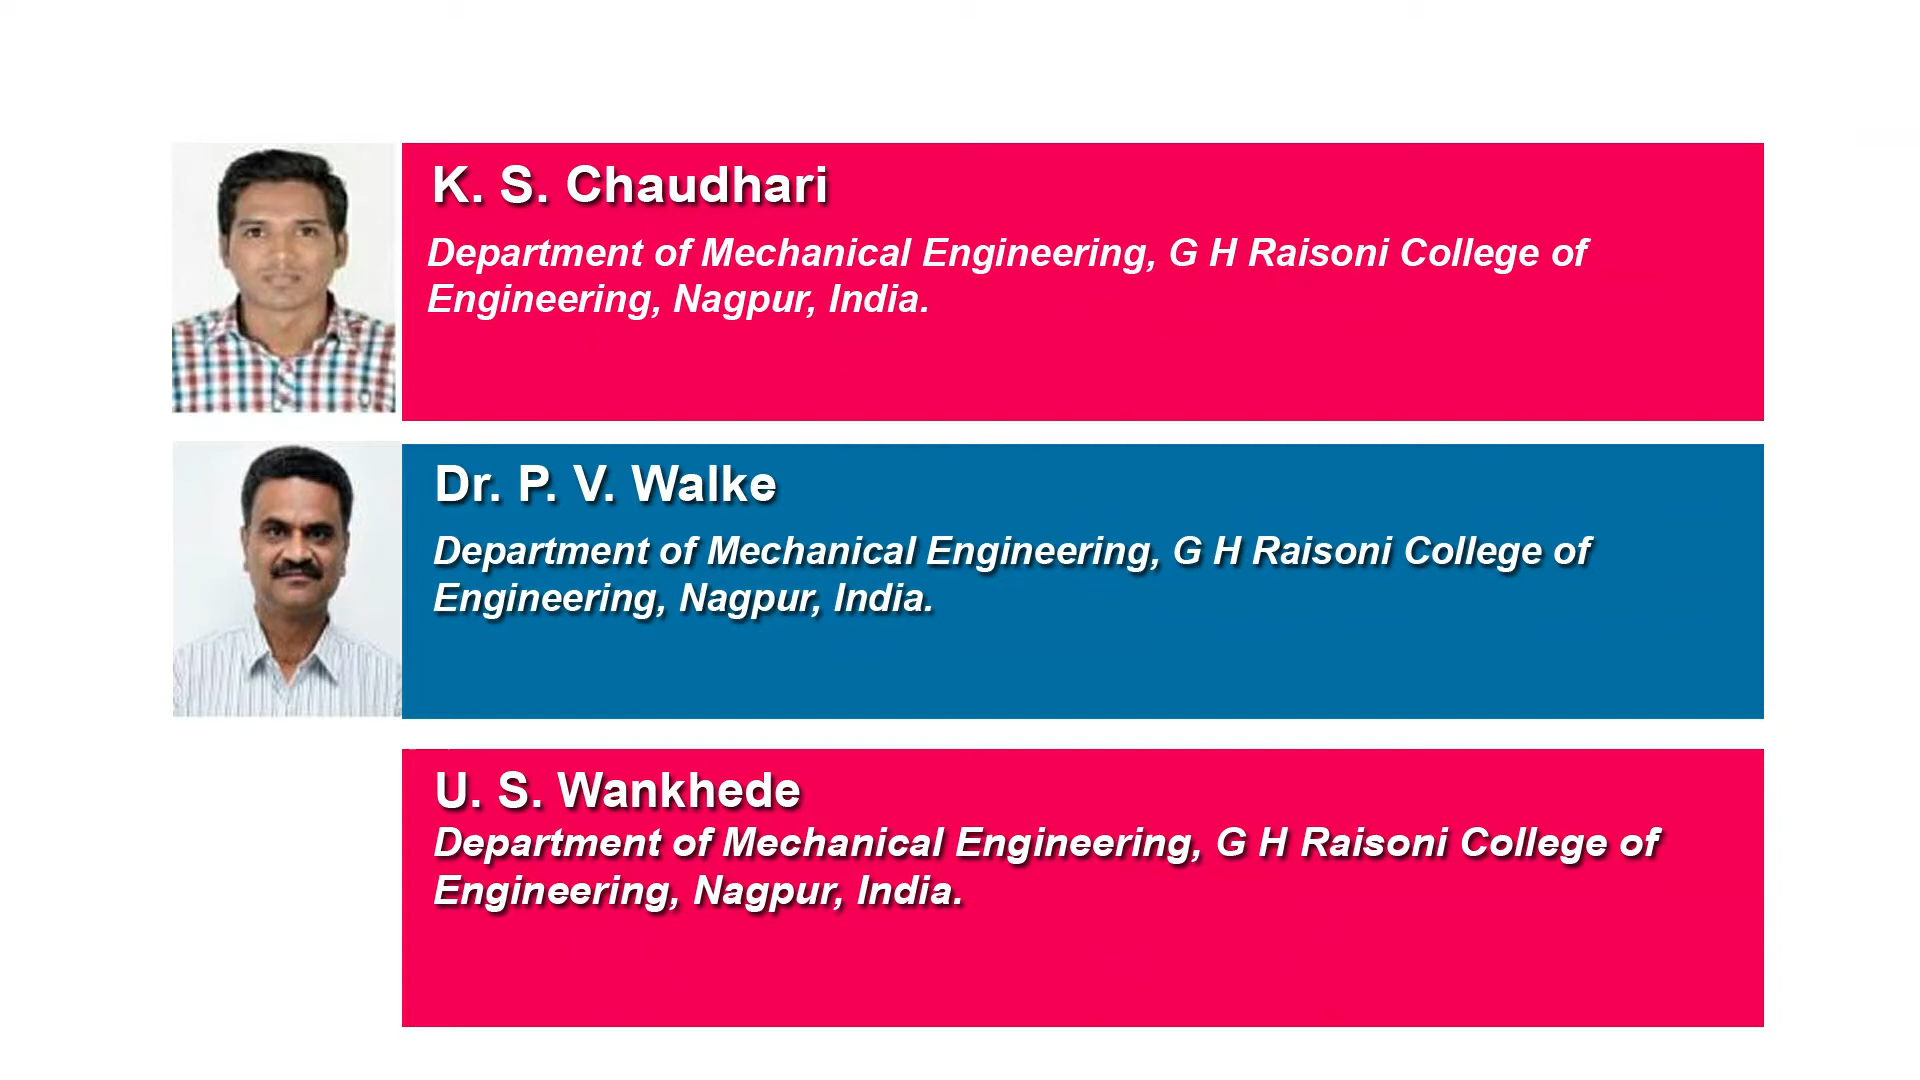 K. S. Chaudhari
Department of Mechanical Engineering, G H Raisoni College of
Engineering, Nagpur, India.
Dr. P. V. Walke
Department of Mechanical Engineering, G H Raisoni College of
Engineering, Nagpur, India.
U. S. Wankhede
Department of Mechanical Engineering, G H Raisoni College of
Engineering, Nagpur, India.